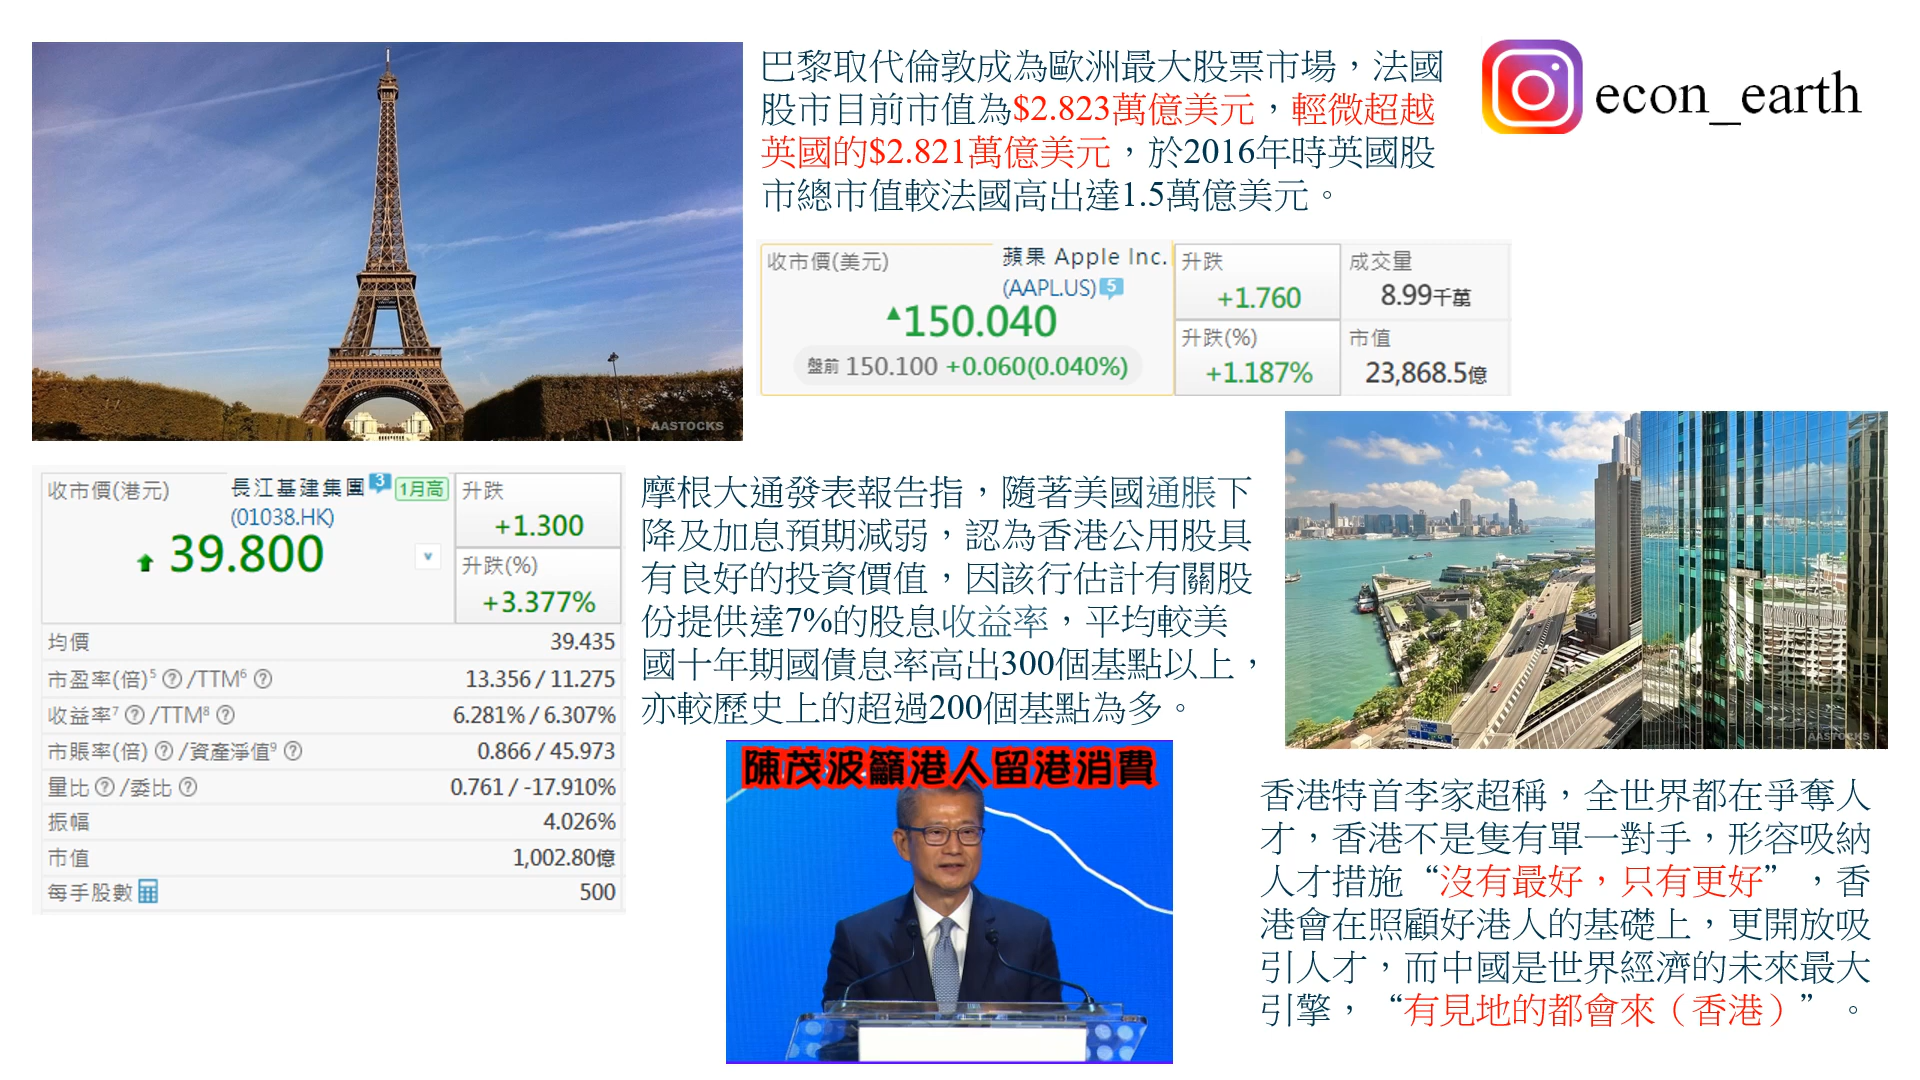 巴黎取代倫敦成為歐洲最大股票市場，法國
股市目前市值為$2.823萬億美元，輕微超越
英國的$2.821萬億美元，於2016年時英國股
市總市值較法國高出達1.5萬億美元。
econ_earth
AASTOCKS
收市價(美元)
蘋果 Apple Inc.
(AAPL.US) 5
▲150.040
盤前 150.100 +0.060(0.040%)
升跌
+1.760
成交量
8.99千萬
升跌(%)
+1.187%
市值
23,868.5億
收市價(港元)
長江基建集團 3 1月高
(01038.HK)
39.800
升跌
+1.300
升跌(%)
+3.377%
均價 39.435
市盈率(倍)5 ? /TTM6 ? 13.356 / 11.275
收益率7 ? /TTM8 ? 6.281% / 6.307%
市賬率(倍) ? /資產淨值9 ? 0.866 / 45.973
量比 ? /委比 ? 0.761 / -17.910%
振幅 4.026%
市值 1,002.80億
每手股數 500
摩根大通發表報告指，隨著美國通脹下
降及加息預期減弱，認為香港公用股具
有良好的投資價值，因該行估計有關股
份提供達7%的股息收益率，平均較美
國十年期國債息率高出300個基點以上，
亦較歷史上的超過200個基點為多。
AASTOCKS
陳茂波籲港人留港消費
香港特首李家超稱，全世界都在爭奪人
才，香港不是隻有單一對手，形容吸納
人才措施“沒有最好，只有更好”，香
港會在照顧好港人的基礎上，更開放吸
引人才，而中國是世界經濟的未來最大
引擎，“有見地的都會來（香港）”。